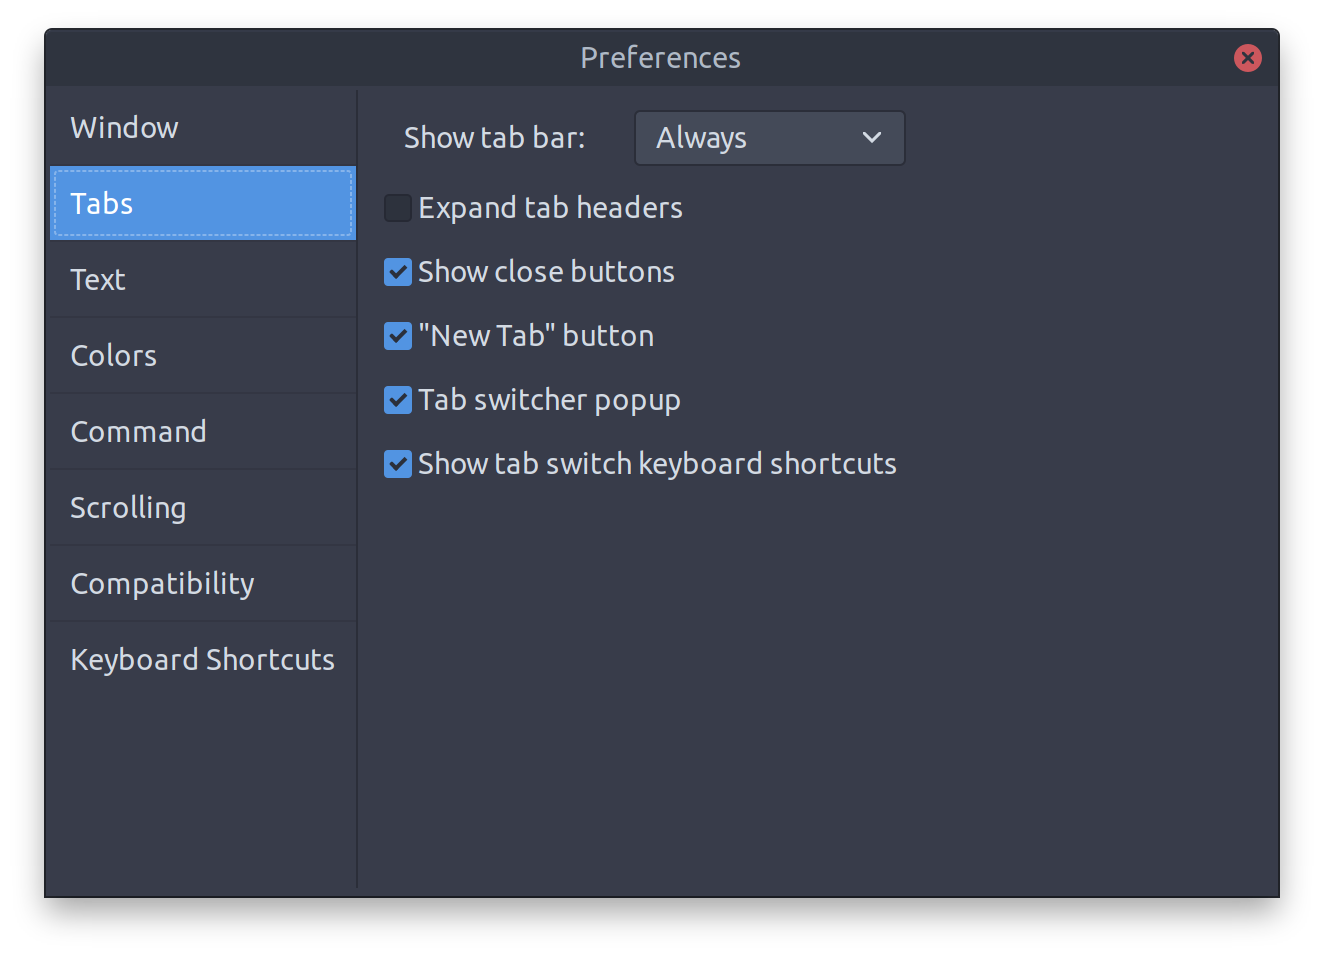 Preferences
Window
Tabs
Text
Colors
Command
Scrolling
Compatibility
Keyboard Shortcuts
Show tab bar: Always
Expand tab headers
Show close buttons
"New Tab" button
Tab switcher popup
Show tab switch keyboard shortcuts